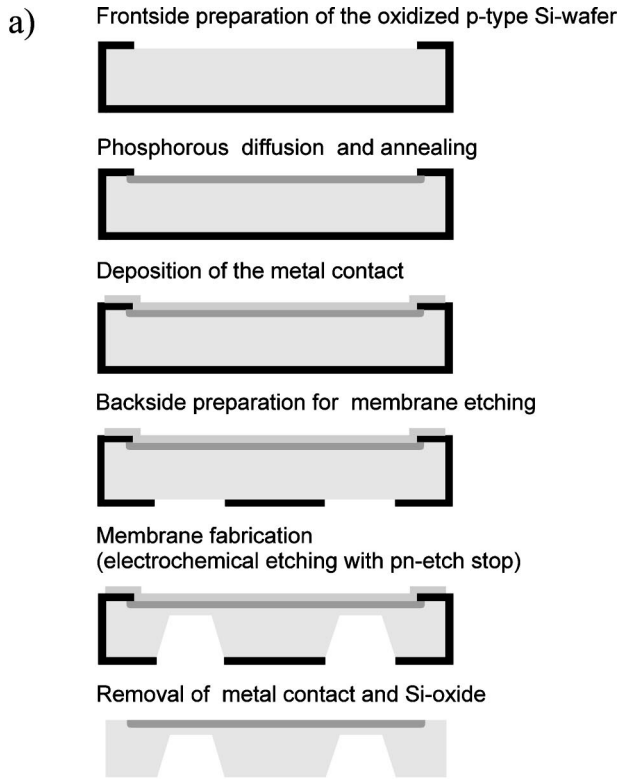 a)
Frontside preparation of the oxidized p-type Si-wafer
Phosphorous diffusion and annealing
Deposition of the metal contact
Backside preparation for membrane etching
Membrane fabrication
(electrochemical etching with pn-etch stop)
Removal of metal contact and Si-oxide